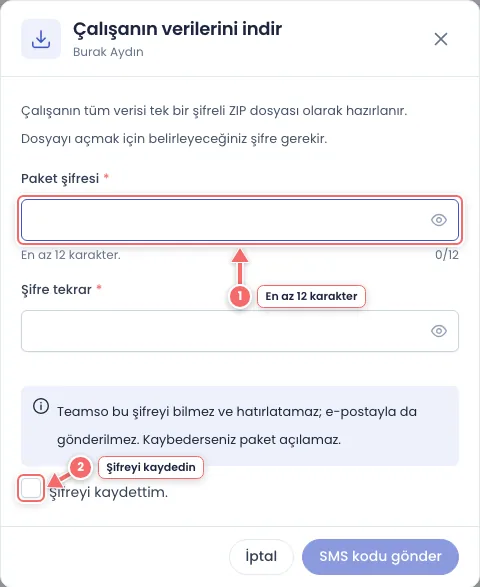 Çalışanın verilerini indir
Burak Aydın
Çalışanın tüm verisi tek bir şifreli ZIP dosyası olarak hazırlanır.
Dosyayı açmak için belirleyeceğiniz şifre gerekir.
Paket şifresi *
En az 12 karakter.
0/12
1
En az 12 karakter
Şifre tekrar *
Teamso bu şifreyi bilmez ve hatırlatamaz; e-postayla da
gönderilmez. Kaybederseniz paket açılamaz.
2
Şifreyi kaydedin
Şifreyi kaydettim.
İptal
SMS kodu gönder